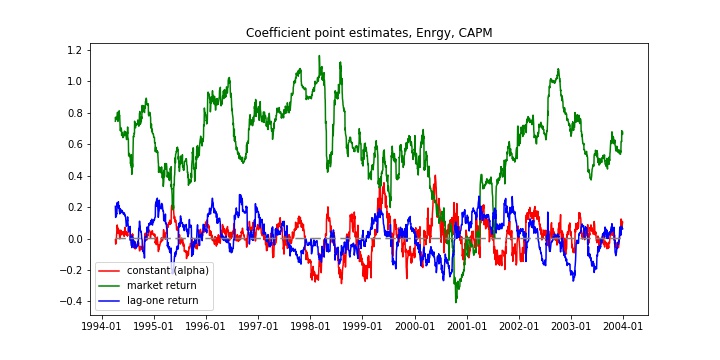 Coefficient point estimates, Enrgy, CAPM
1.2
1.0
0.8
0.6
0.4
0.2
0.0
−0.2
−0.4
constant (alpha)
market return
lag-one return
1994-01 1995-01 1996-01 1997-01 1998-01 1999-01 2000-01 2001-01 2002-01 2003-01 2004-01